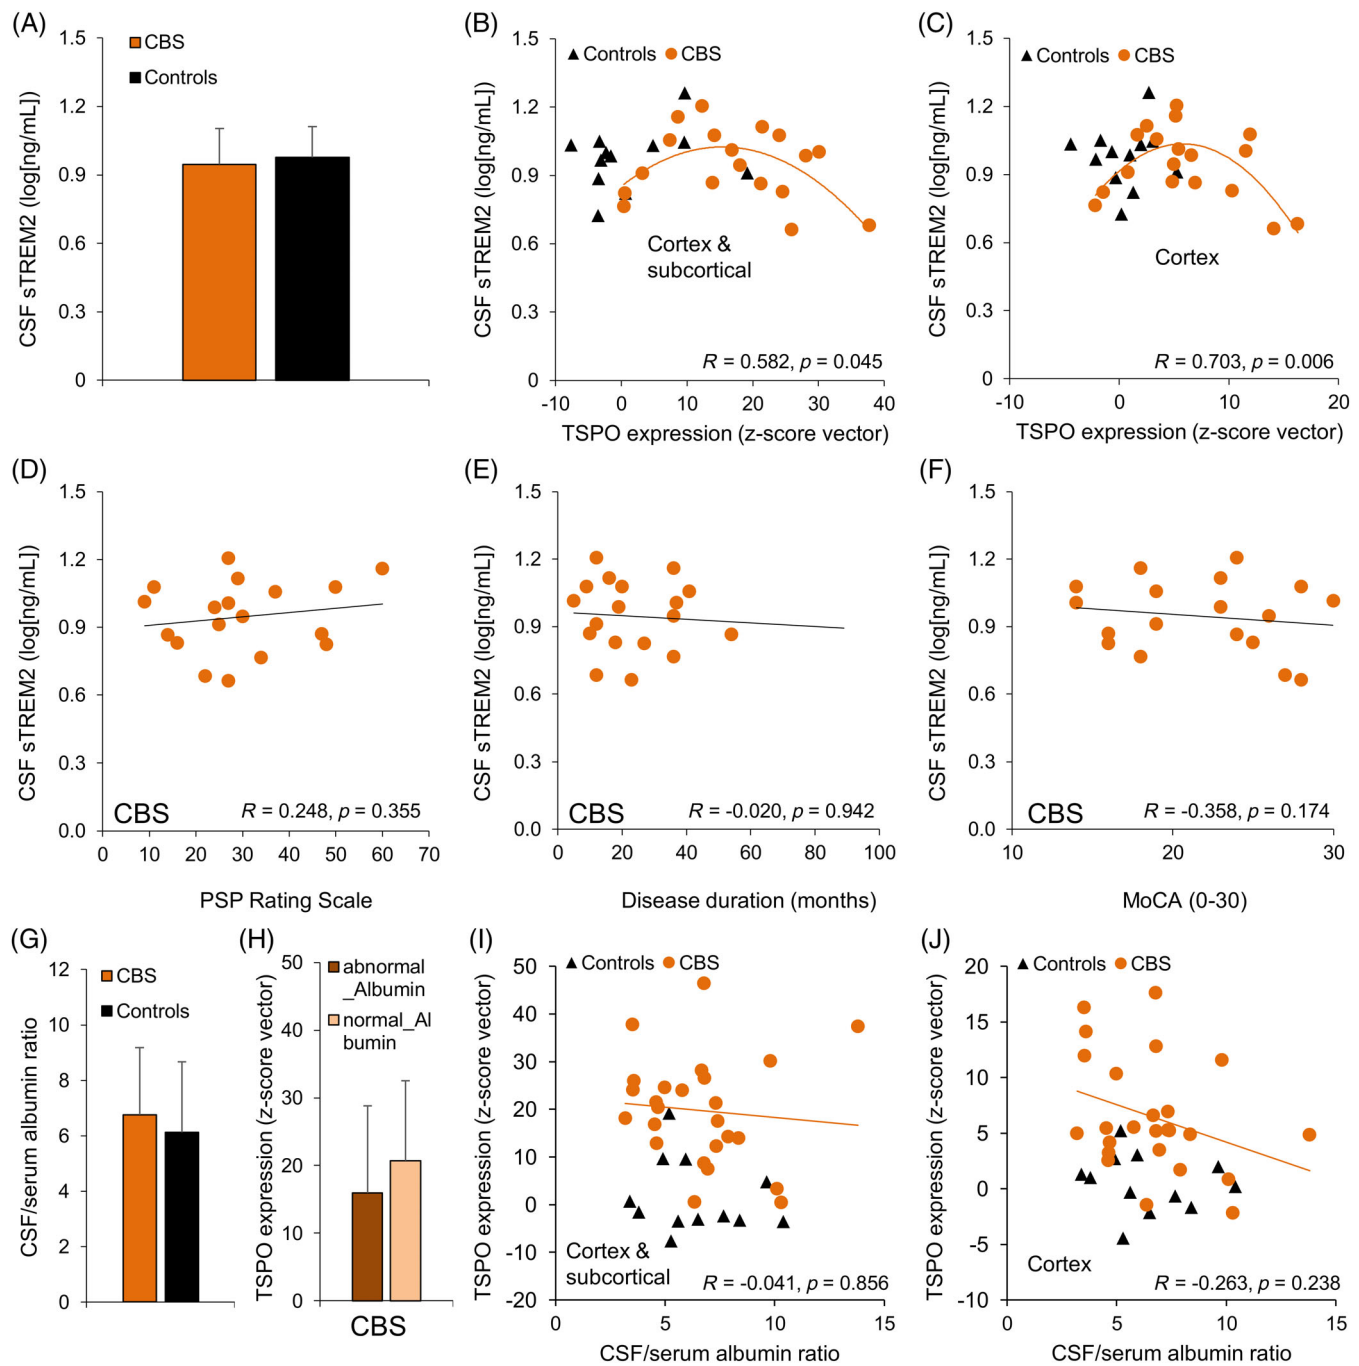 (A)
CSF sTREM2 (log[ng/mL])
1.5
1.2
0.9
0.6
0.3
0
CBS
Controls
(B)
CSF sTREM2 (log[ng/mL])
1.5
1.2
0.9
0.6
0.3
0
Controls CBS
Cortex &
subcortical
R = 0.582, p = 0.045
-10 0 10 20 30 40
TSPO expression (z-score vector)
(C)
CSF sTREM2 (log[ng/mL])
1.5
1.2
0.9
0.6
0.3
0
Controls CBS
Cortex
R = 0.703, p = 0.006
-10 0 10 20
TSPO expression (z-score vector)
(D)
CSF sTREM2 (log[ng/mL])
1.5
1.2
0.9
0.6
0.3
0.0
CBS
R = 0.248, p = 0.355
0 10 20 30 40 50 60 70
PSP Rating Scale
(E)
CSF sTREM2 (log[ng/mL])
1.5
1.2
0.9
0.6
0.3
0.0
CBS
R = -0.020, p = 0.942
0 20 40 60 80 100
Disease duration (months)
(F)
CSF sTREM2 (log[ng/mL])
1.5
1.2
0.9
0.6
0.3
0.0
CBS
R = -0.358, p = 0.174
10 20 30
MoCA (0-30)
(G)
CSF/serum albumin ratio
12
10
8
6
4
2
0
CBS
Controls
(H)
TSPO expression (z-score vector)
50
40
30
20
10
0
abnormal
_Albumin
normal_Al
bumin
CBS
(I)
TSPO expression (z-score vector)
50
40
30
20
10
0
-10
-20
Controls CBS
Cortex &
subcortical
R = -0.041, p = 0.856
0 5 10 15
CSF/serum albumin ratio
(J)
TSPO expression (z-score vector)
20
15
10
5
0
-5
-10
Controls CBS
Cortex
R = -0.263, p = 0.238
0 5 10 15
CSF/serum albumin ratio